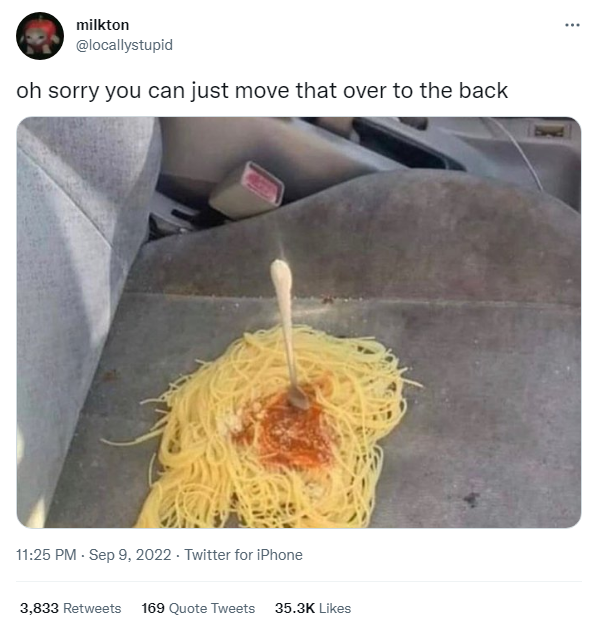 milkton
@locallystupid
oh sorry you can just move that over to the back
11:25 PM · Sep 9, 2022 · Twitter for iPhone
3,833 Retweets 169 Quote Tweets 35.3K Likes